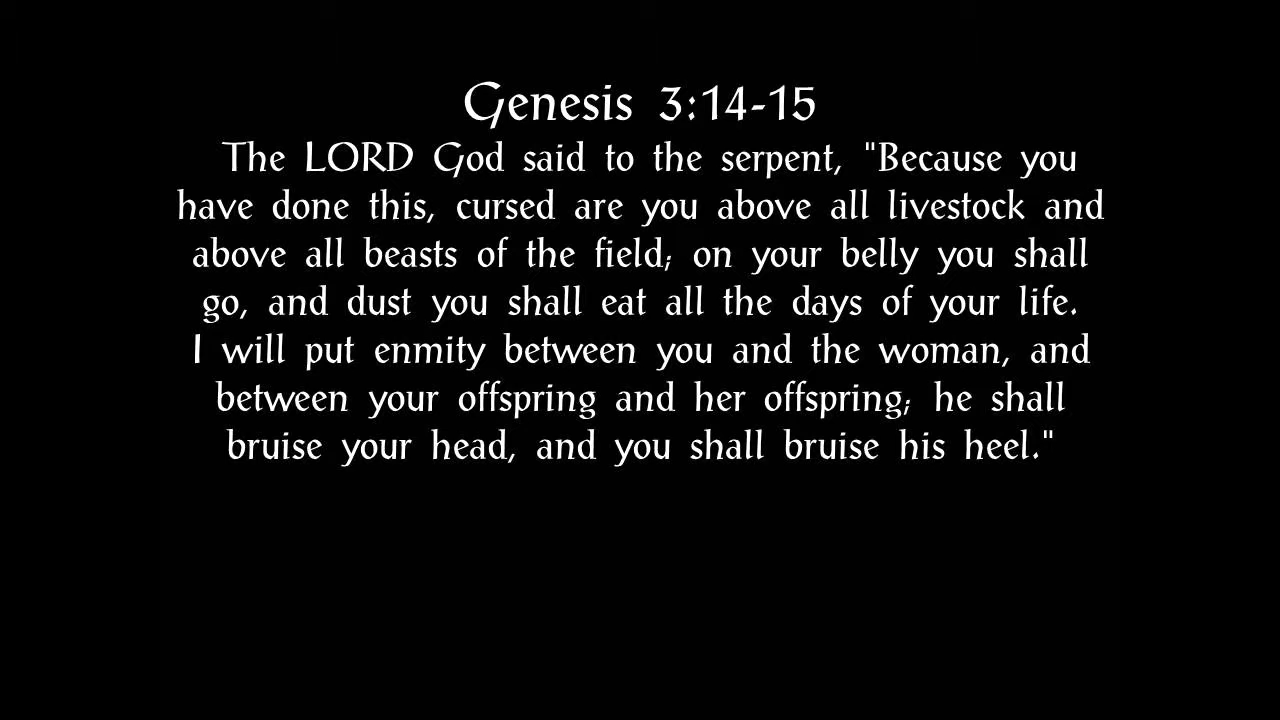 Genesis 3:14-15
The LORD God said to the serpent, "Because you
have done this, cursed are you above all livestock and
above all beasts of the field; on your belly you shall
go, and dust you shall eat all the days of your life.
I will put enmity between you and the woman, and
between your offspring and her offspring; he shall
bruise your head, and you shall bruise his heel."